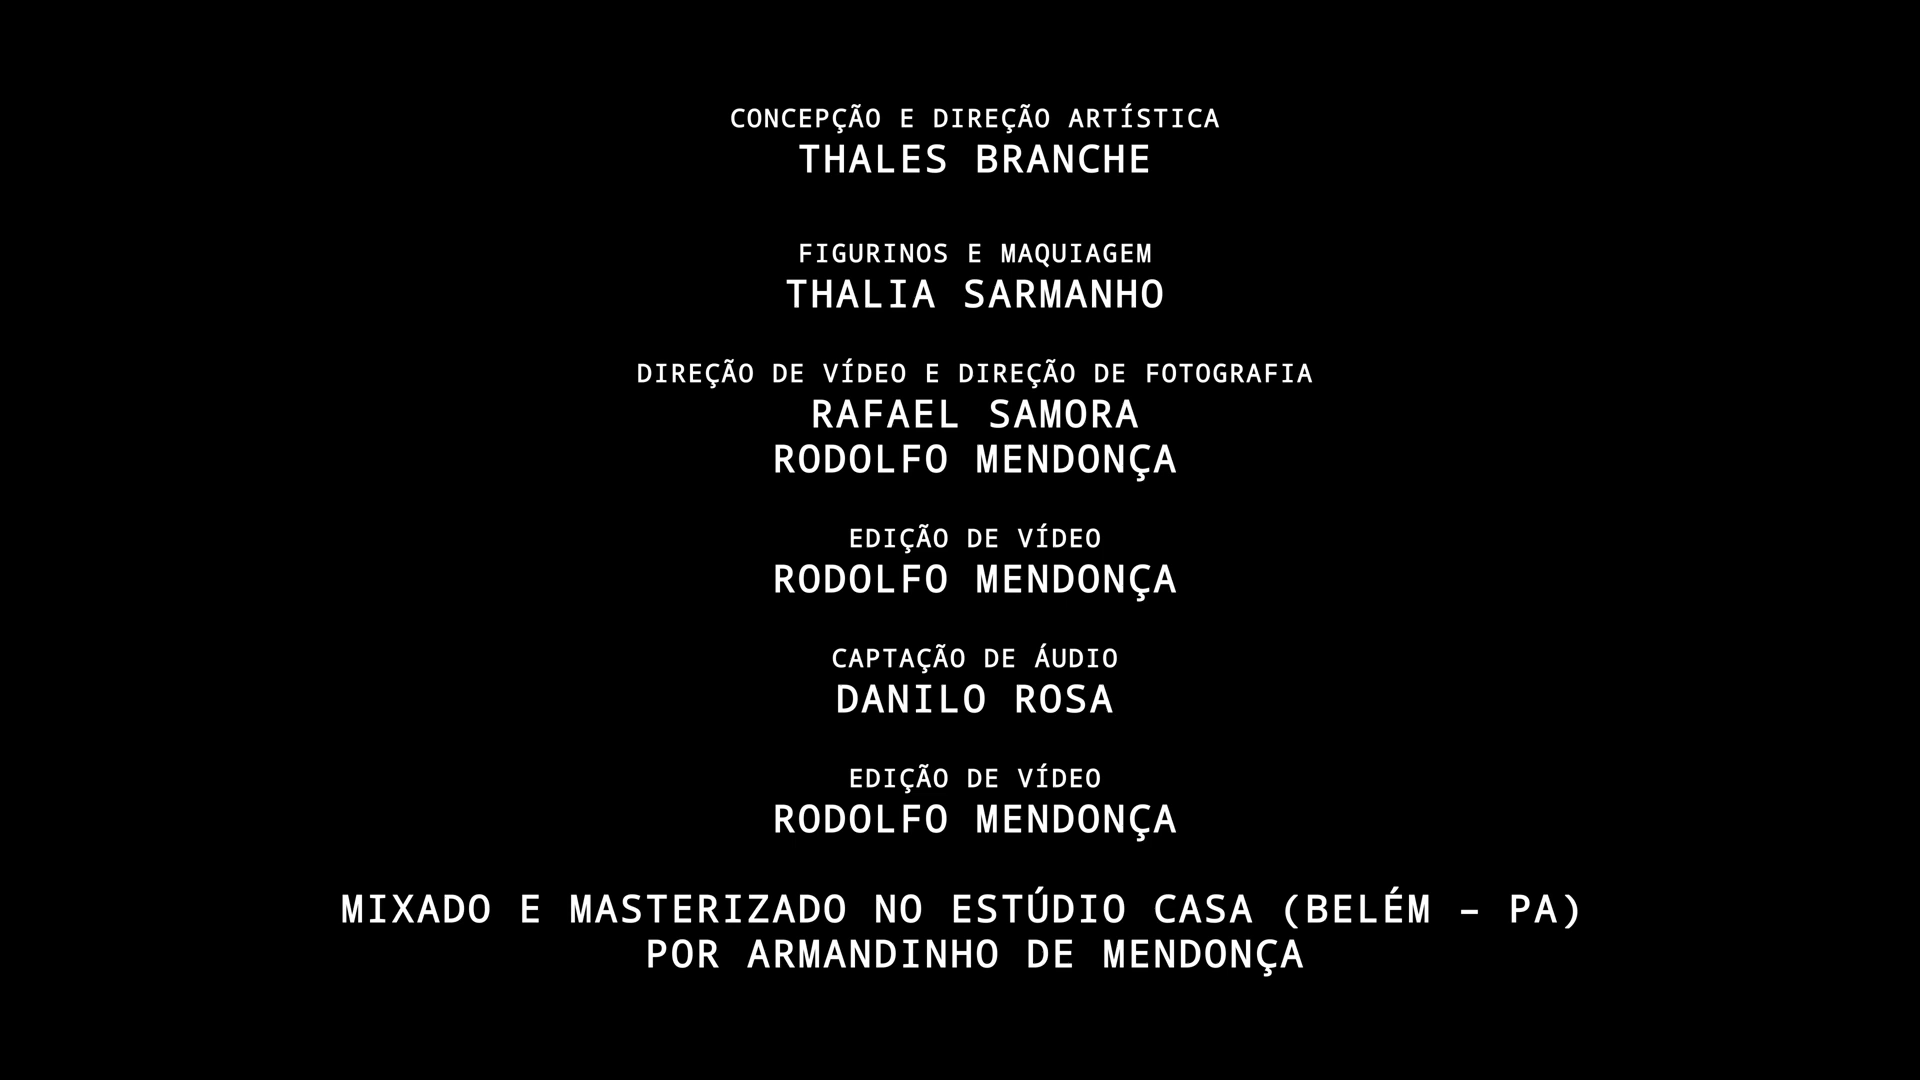 CONCEPÇÃO E DIREÇÃO ARTÍSTICA
THALES BRANCHE
FIGURINOS E MAQUIAGEM
THALIA SARMANHO
DIREÇÃO DE VÍDEO E DIREÇÃO DE FOTOGRAFIA
RAFAEL SAMORA
RODOLFO MENDONÇA
EDIÇÃO DE VÍDEO
RODOLFO MENDONÇA
CAPTAÇÃO DE ÁUDIO
DANILO ROSA
EDIÇÃO DE VÍDEO
RODOLFO MENDONÇA
MIXADO E MASTERIZADO NO ESTÚDIO CASA (BELÉM – PA)
POR ARMANDINHO DE MENDONÇA